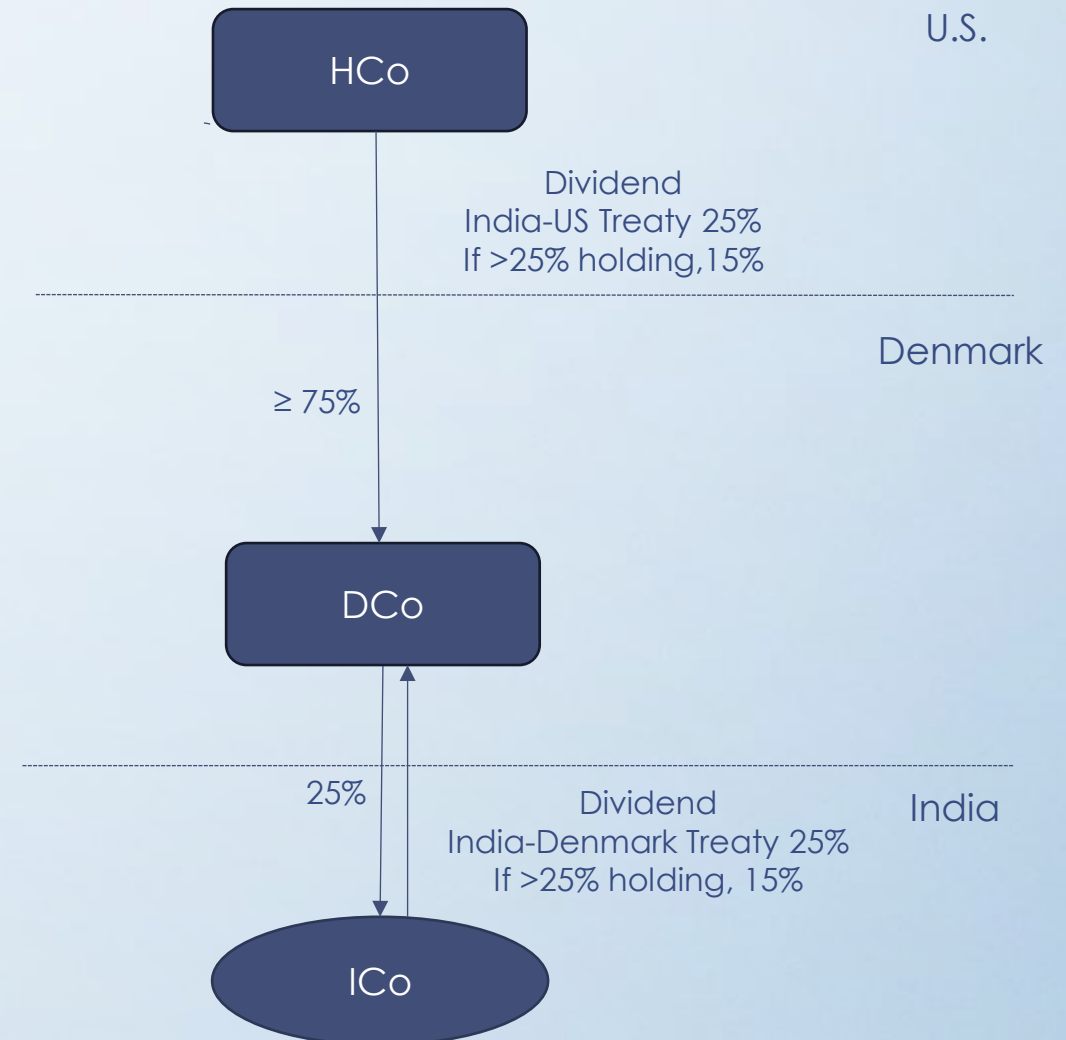 U.S.
HCo
Dividend
India-US Treaty 25%
If >25% holding,15%
Denmark
≥ 75%
DCo
25%
Dividend
India-Denmark Treaty 25%
If >25% holding, 15%
India
ICo